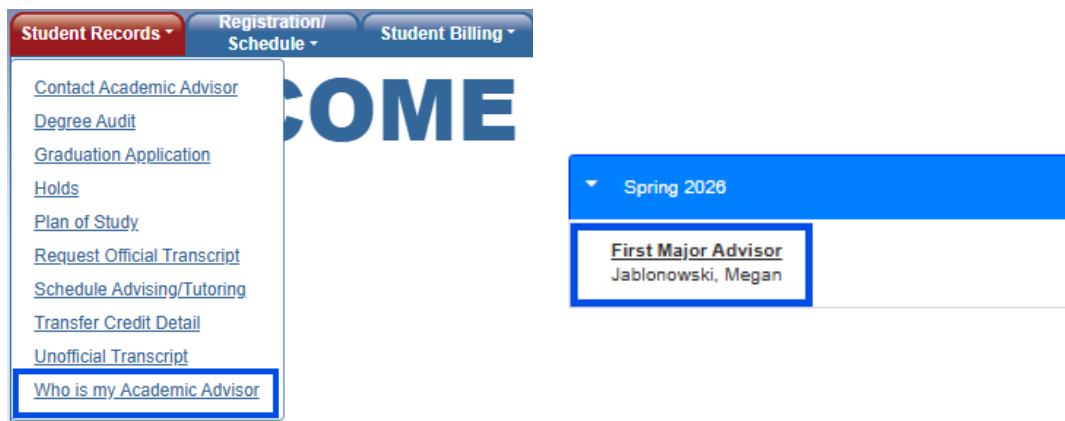 Student Records
Registration/
Schedule
Student Billing
COME
Contact Academic Advisor
Degree Audit
Graduation Application
Holds
Plan of Study
Request Official Transcript
Schedule Advising/Tutoring
Transfer Credit Detail
Unofficial Transcript
Who is my Academic Advisor
Spring 2026
First Major Advisor
Jablonowski, Megan